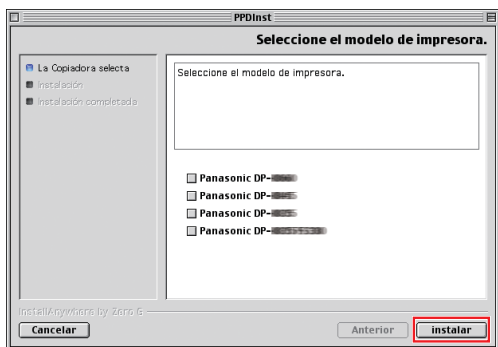 PPDInst
Seleccione el modelo de impresora.
La Copiadora selecta
Instalación
Instalación completada
Seleccione el modelo de impresora.
Panasonic DP-
Panasonic DP-
Panasonic DP-
Panasonic DP-
InstallAnywhere by Zero G
Cancelar
Anterior
instalar